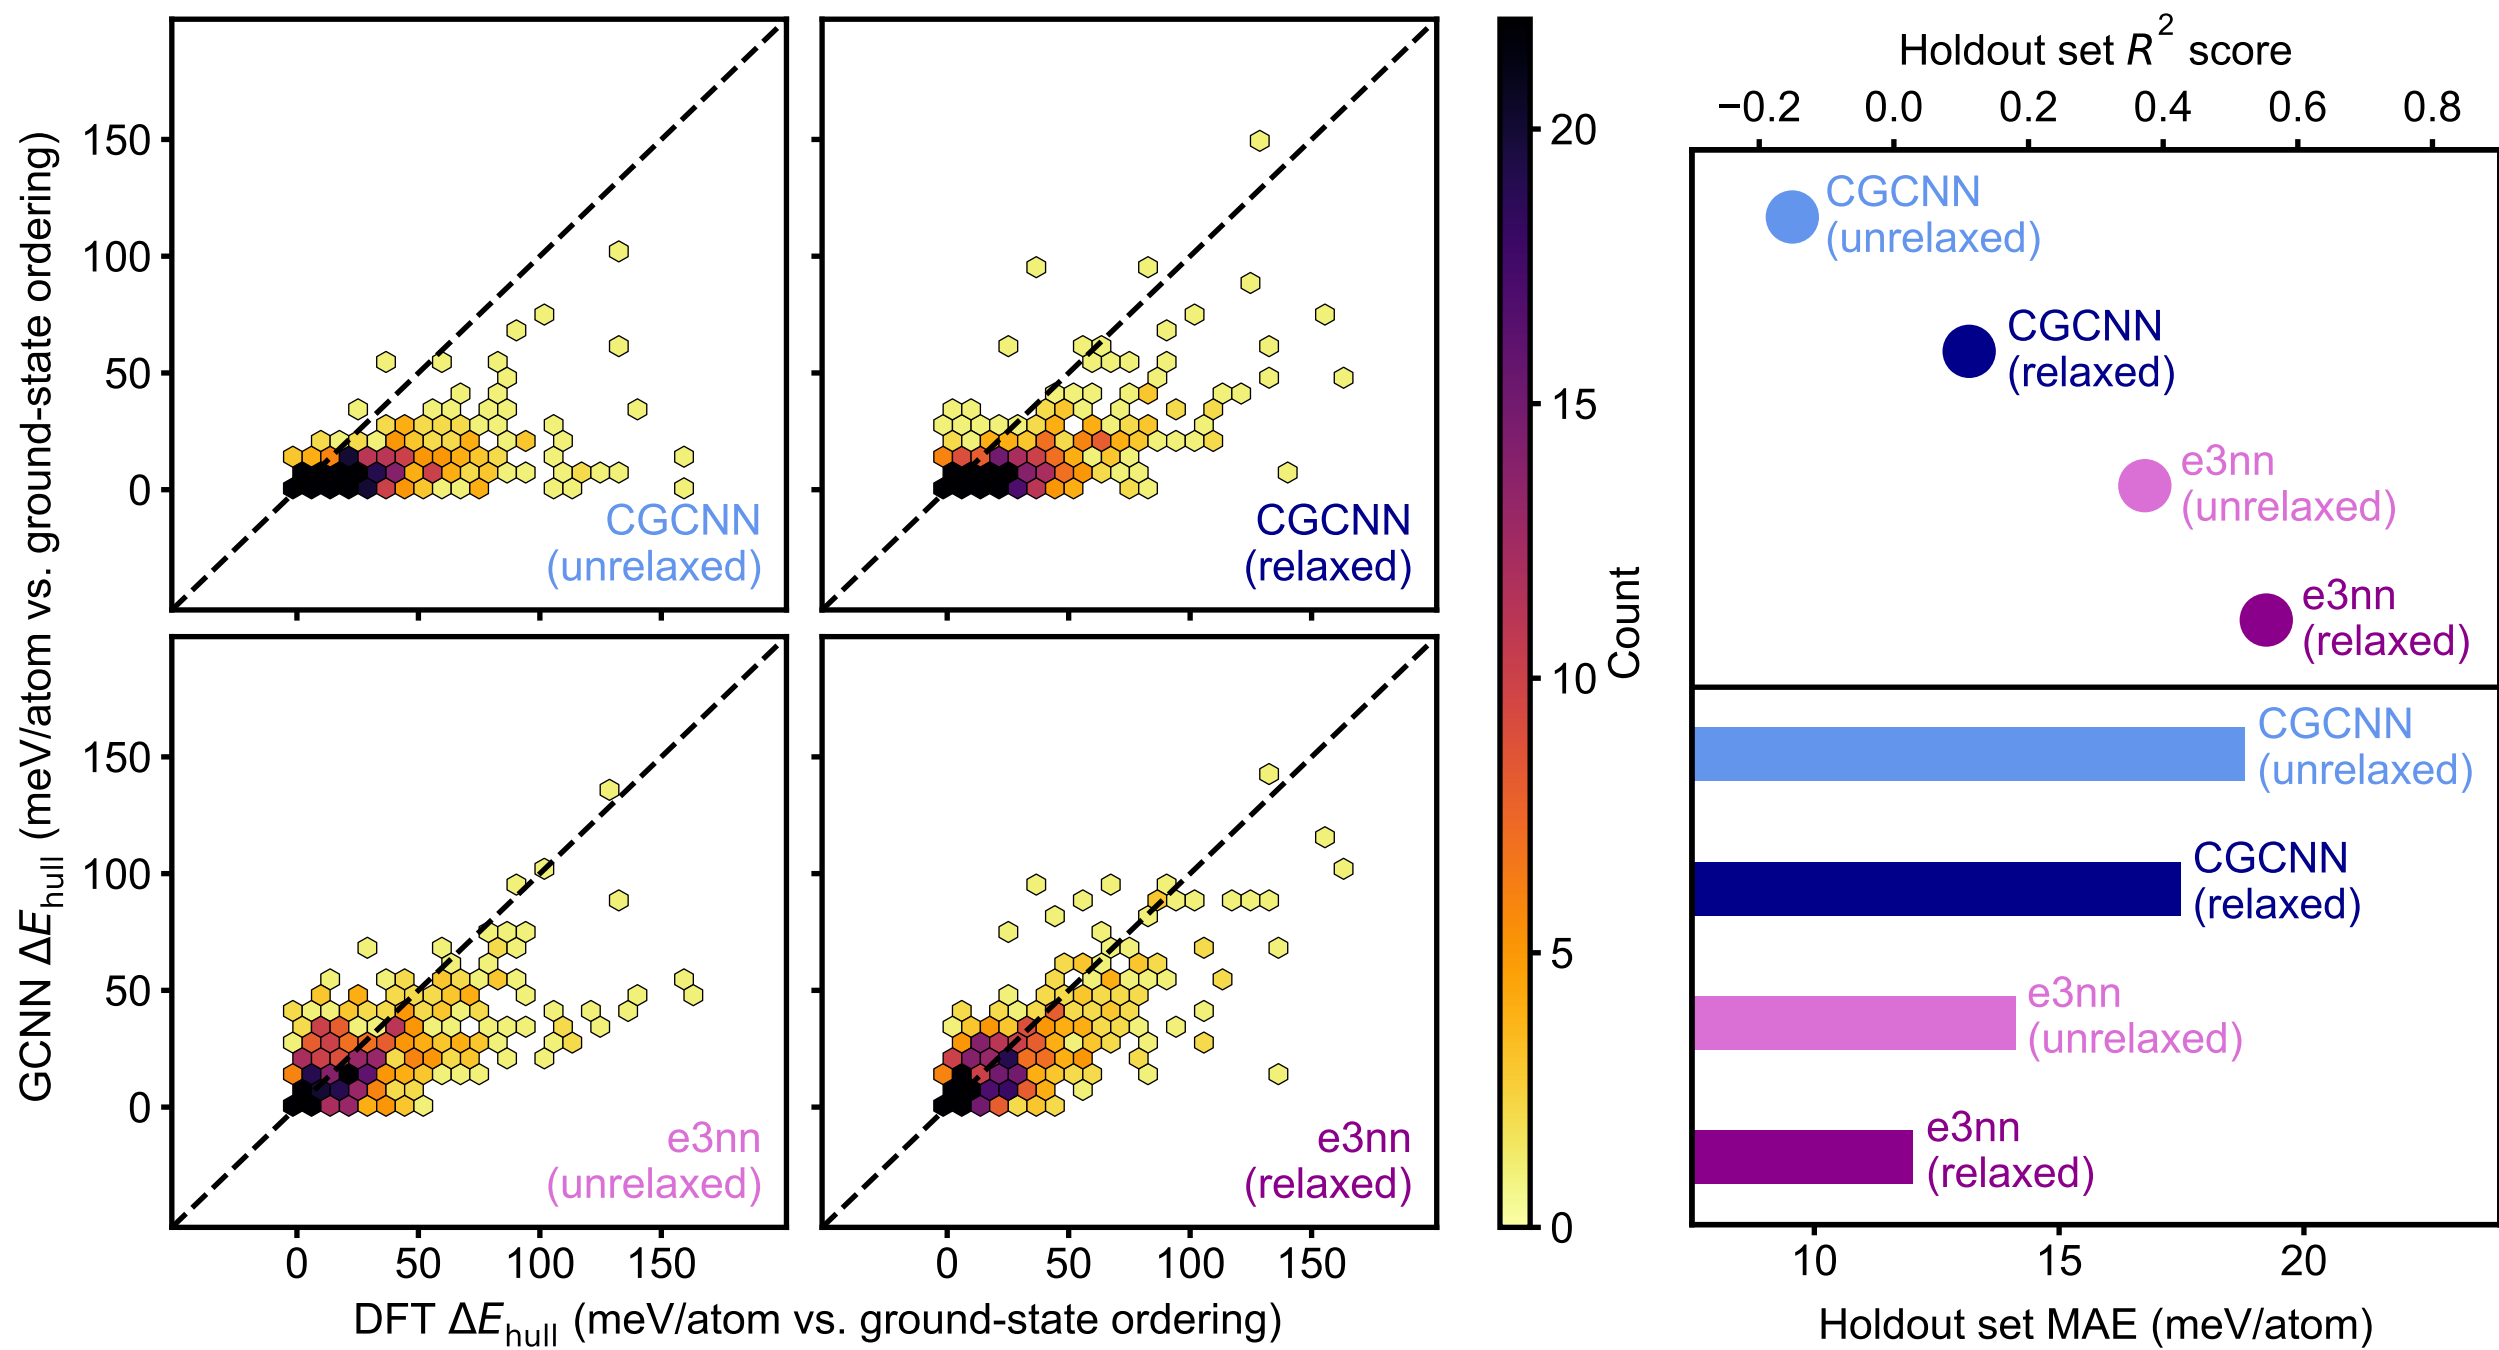 GCNN ΔE_hull (meV/atom vs. ground-state ordering)
150
100
50
0
CGCNN
(unrelaxed)
CGCNN
(relaxed)
150
100
50
0
e3nn
(unrelaxed)
e3nn
(relaxed)
0 50 100 150
0 50 100 150
DFT ΔE_hull (meV/atom vs. ground-state ordering)
20
15
10
5
0
Count
Holdout set R² score
−0.2 0.0 0.2 0.4 0.6 0.8
CGCNN
(unrelaxed)
CGCNN
(relaxed)
e3nn
(unrelaxed)
e3nn
(relaxed)
CGCNN
(unrelaxed)
CGCNN
(relaxed)
e3nn
(unrelaxed)
e3nn
(relaxed)
10 15 20
Holdout set MAE (meV/atom)